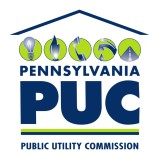 PENNSYLVANIA
PUC
PUBLIC UTILITY COMMISSION